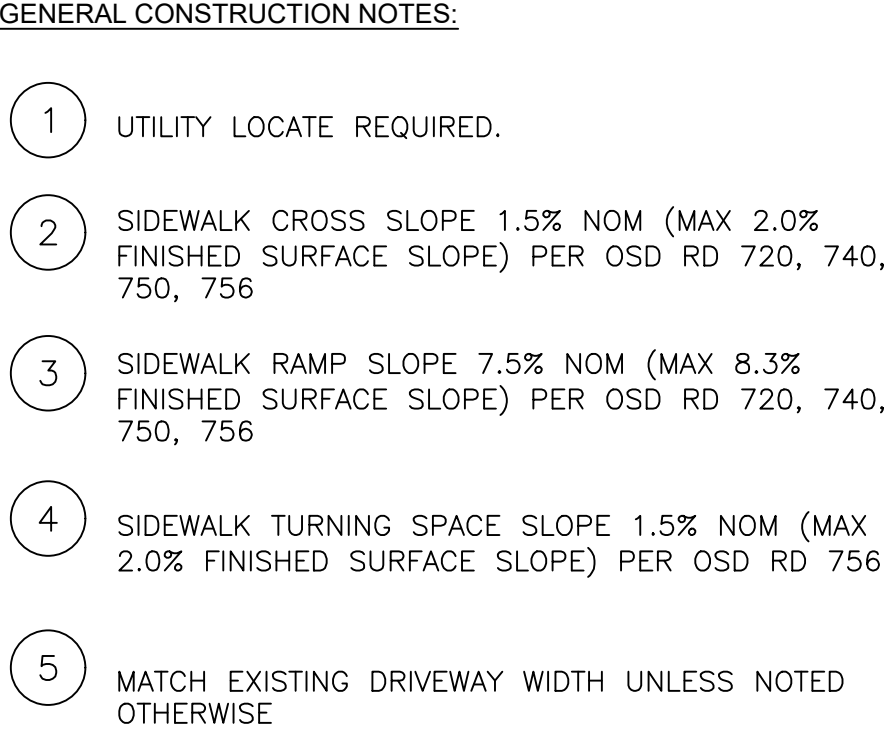 GENERAL CONSTRUCTION NOTES:
1 UTILITY LOCATE REQUIRED.
2 SIDEWALK CROSS SLOPE 1.5% NOM (MAX 2.0%
FINISHED SURFACE SLOPE) PER OSD RD 720, 740,
750, 756
3 SIDEWALK RAMP SLOPE 7.5% NOM (MAX 8.3%
FINISHED SURFACE SLOPE) PER OSD RD 720, 740,
750, 756
4 SIDEWALK TURNING SPACE SLOPE 1.5% NOM (MAX
2.0% FINISHED SURFACE SLOPE) PER OSD RD 756
5 MATCH EXISTING DRIVEWAY WIDTH UNLESS NOTED
OTHERWISE